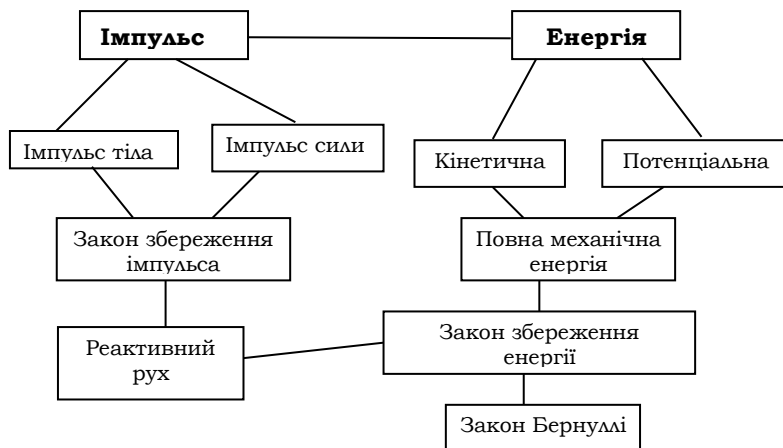 Імпульс
Енергія
Імпульс тіла
Імпульс сили
Кінетична
Потенціальна
Закон збереження
імпульса
Повна механічна
енергія
Реактивний
рух
Закон збереження
енергії
Закон Бернуллі